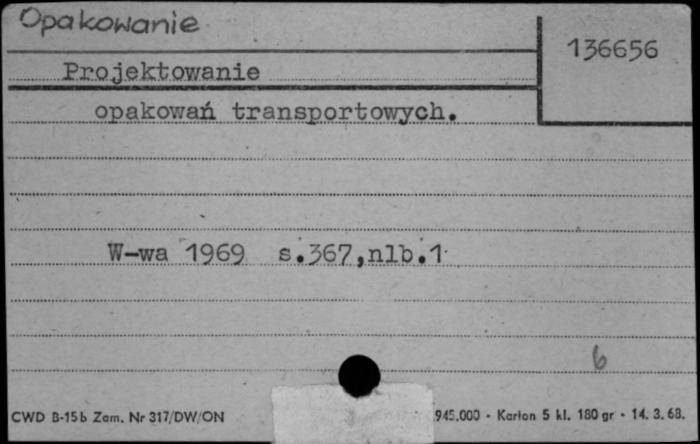 Opakowanie
136656
Projektowanie
opakowań transportowych.
W-wa 1969 s.367,nlb.1
6
CWD B-15b Zam. Nr 317/DW/ON 945.000 - Karton 5 kl. 180 gr - 14. 3. 68.